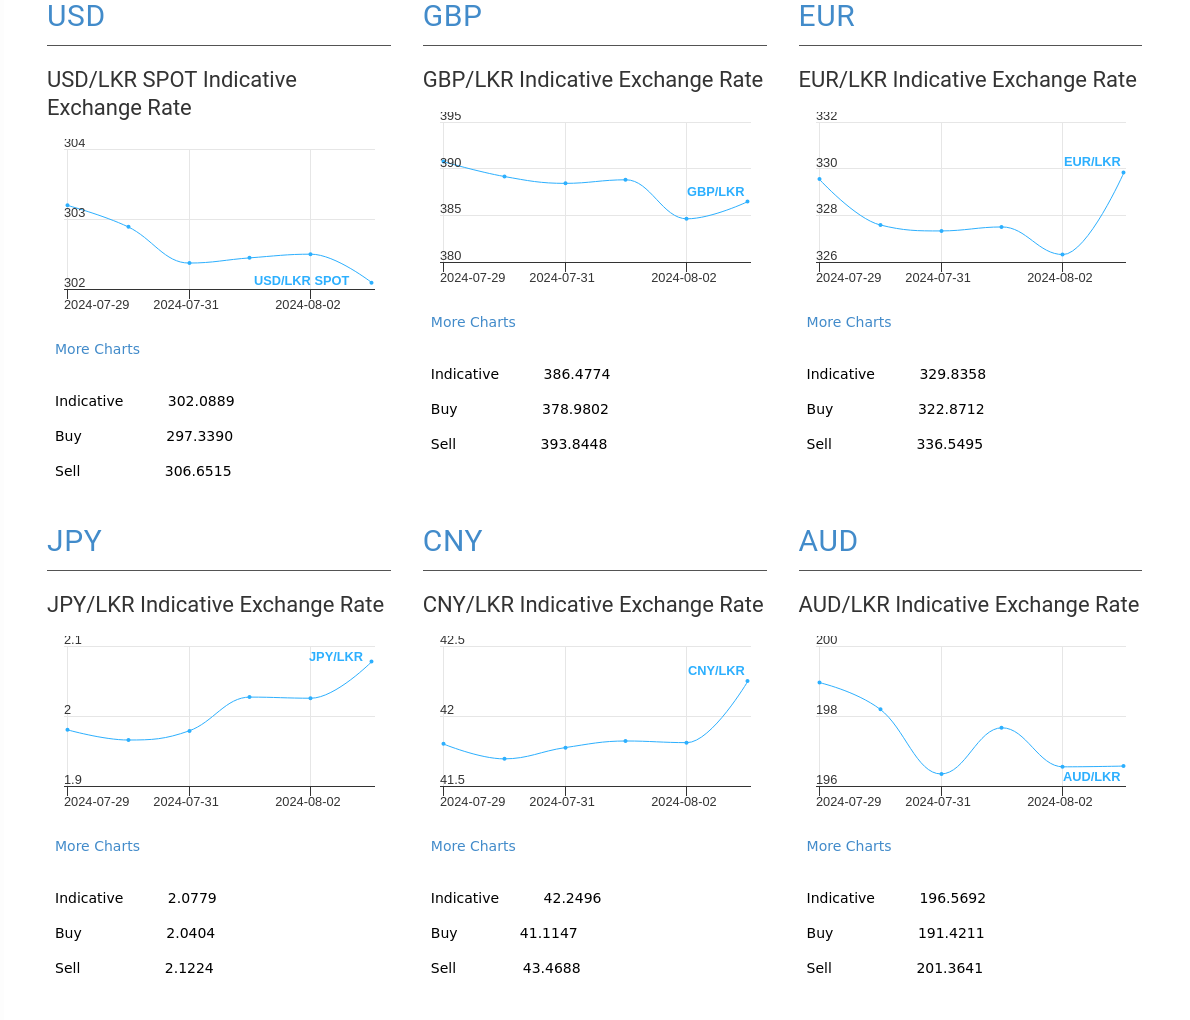 USD
USD/LKR SPOT Indicative
Exchange Rate
304
303
302
USD/LKR SPOT
2024-07-29 2024-07-31 2024-08-02
More Charts
Indicative 302.0889
Buy 297.3390
Sell 306.6515
GBP
GBP/LKR Indicative Exchange Rate
395
390
385
380
GBP/LKR
2024-07-29 2024-07-31 2024-08-02
More Charts
Indicative 386.4774
Buy 378.9802
Sell 393.8448
EUR
EUR/LKR Indicative Exchange Rate
332
330
328
326
EUR/LKR
2024-07-29 2024-07-31 2024-08-02
More Charts
Indicative 329.8358
Buy 322.8712
Sell 336.5495
JPY
JPY/LKR Indicative Exchange Rate
2.1
2
1.9
JPY/LKR
2024-07-29 2024-07-31 2024-08-02
More Charts
Indicative 2.0779
Buy 2.0404
Sell 2.1224
CNY
CNY/LKR Indicative Exchange Rate
42.5
42
41.5
CNY/LKR
2024-07-29 2024-07-31 2024-08-02
More Charts
Indicative 42.2496
Buy 41.1147
Sell 43.4688
AUD
AUD/LKR Indicative Exchange Rate
200
198
196
AUD/LKR
2024-07-29 2024-07-31 2024-08-02
More Charts
Indicative 196.5692
Buy 191.4211
Sell 201.3641